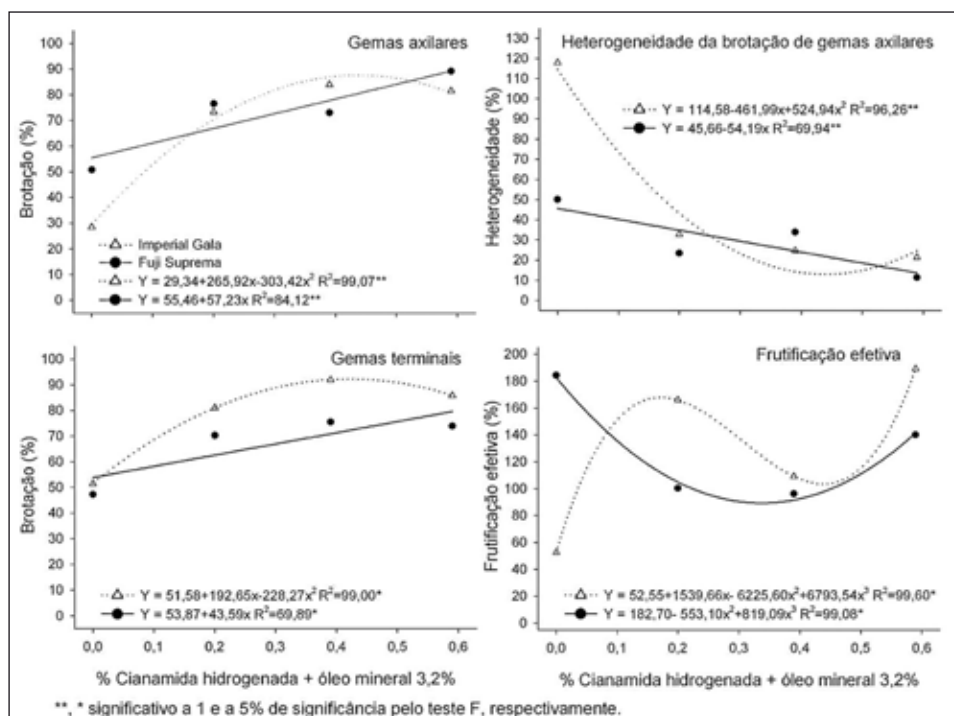 Gemas axilares
Brotação (%)
100
90
80
70
60
50
40
30
20
10
0
Imperial Gala
Fuji Suprema
Y = 29,34+265,92x-303,42x² R²=99,07**
Y = 55,46+57,23x R²=84,12**
Heterogeneidade da brotação de gemas axilares
Heterogeneidade (%)
130
120
110
100
90
80
70
60
50
40
30
20
10
0
Y = 114,58-461,99x+524,94x² R²=96,26**
Y = 45,66-54,19x R²=69,94**
Gemas terminais
Brotação (%)
100
90
80
70
60
50
40
30
20
10
0
Y = 51,58+192,65x-228,27x² R²=99,00*
Y = 53,87+43,59x R²=69,89*
0,0 0,1 0,2 0,3 0,4 0,5 0,6
% Cianamida hidrogenada + óleo mineral 3,2%
Frutificação efetiva
Frutificação efetiva (%)
200
180
160
140
120
100
80
60
40
20
0
Y = 52,55+1539,66x- 6225,60x²+6793,54x³ R²=99,60*
Y = 182,70- 553,10x²+819,09x³ R²=99,08*
0,0 0,1 0,2 0,3 0,4 0,5 0,6
% Cianamida hidrogenada + óleo mineral 3,2%
**, * significativo a 1 e a 5% de significância pelo teste F, respectivamente.